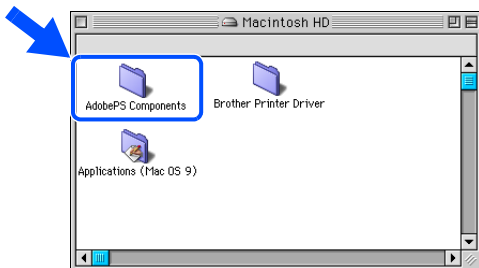 Macintosh HD
AdobePS Components
Brother Printer Driver
Applications (Mac OS 9)